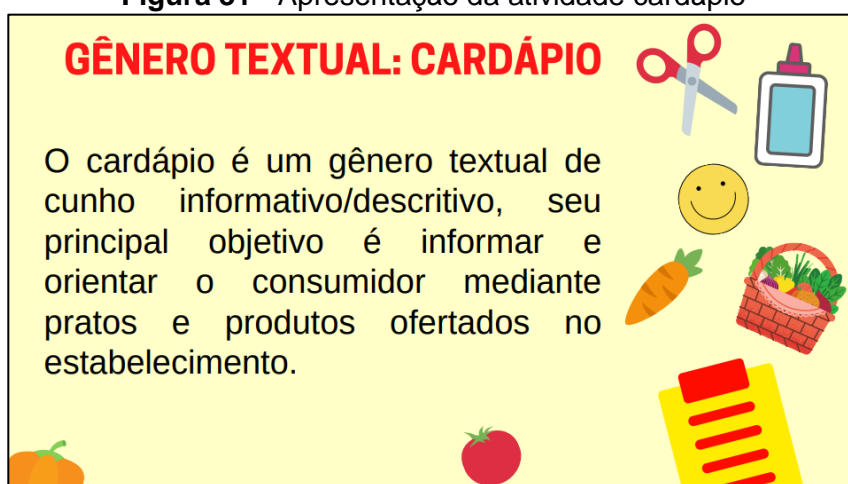 Apresentação da atividade cardápio
GÊNERO TEXTUAL: CARDÁPIO
O cardápio é um gênero textual de
cunho informativo/descritivo, seu
principal objetivo é informar e
orientar o consumidor mediante
pratos e produtos ofertados no
estabelecimento.